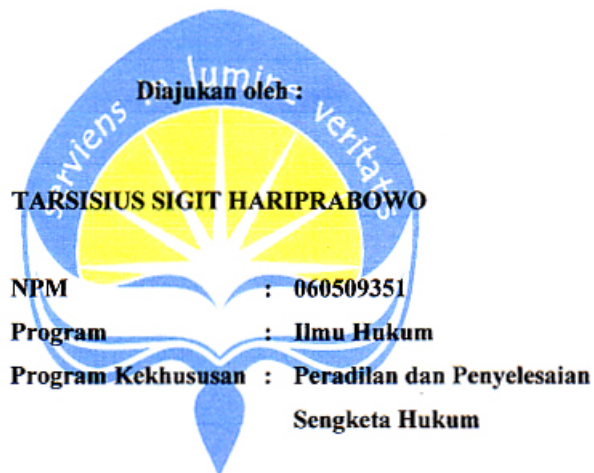 serviens in lumine veritatis
Diajukan oleh :
TARSISIUS SIGIT HARIPRABOWO
NPM : 060509351
Program : Ilmu Hukum
Program Kekhususan : Peradilan dan Penyelesaian
Sengketa Hukum